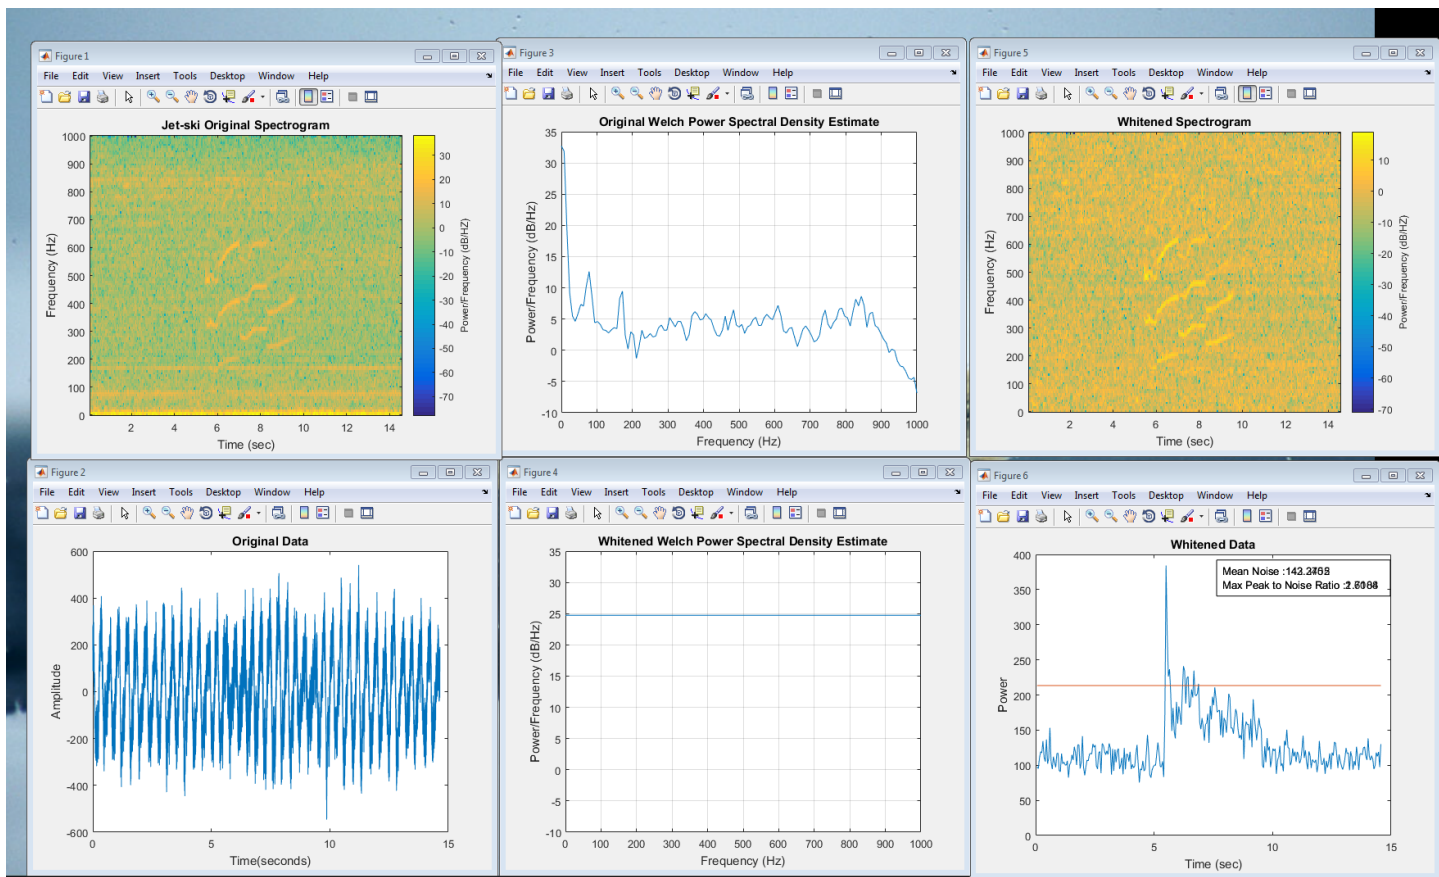 Figure 1
File Edit View Insert Tools Desktop Window Help
Jet-ski Original Spectrogram
1000
900
800
700
600
500
400
300
200
100
0
Frequency (Hz)
2 4 6 8 10 12 14
Time (sec)
30
20
10
0
-10
-20
-30
-40
-50
-60
-70
Power/Frequency (dB/HZ)
Figure 3
File Edit View Insert Tools Desktop Window Help
Original Welch Power Spectral Density Estimate
35
30
25
20
15
10
5
0
-5
-10
Power/Frequency (dB/Hz)
0 100 200 300 400 500 600 700 800 900 1000
Frequency (Hz)
Figure 5
File Edit View Insert Tools Desktop Window Help
Whitened Spectrogram
1000
900
800
700
600
500
400
300
200
100
0
Frequency (Hz)
2 4 6 8 10 12 14
Time (sec)
10
0
-10
-20
-30
-40
-50
-60
-70
Power/Frequency (dB/HZ)
Figure 2
File Edit View Insert Tools Desktop Window Help
Original Data
600
400
200
0
-200
-400
-600
Amplitude
0 5 10 15
Time(seconds)
Figure 4
File Edit View Insert Tools Desktop Window Help
Whitened Welch Power Spectral Density Estimate
35
30
25
20
15
10
5
0
-5
-10
Power/Frequency (dB/Hz)
0 100 200 300 400 500 600 700 800 900 1000
Frequency (Hz)
Figure 6
File Edit View Insert Tools Desktop Window Help
Whitened Data
400
350
300
250
200
150
100
50
0
Power
Mean Noise :
Max Peak to Noise Ratio :
0 5 10 15
Time (sec)